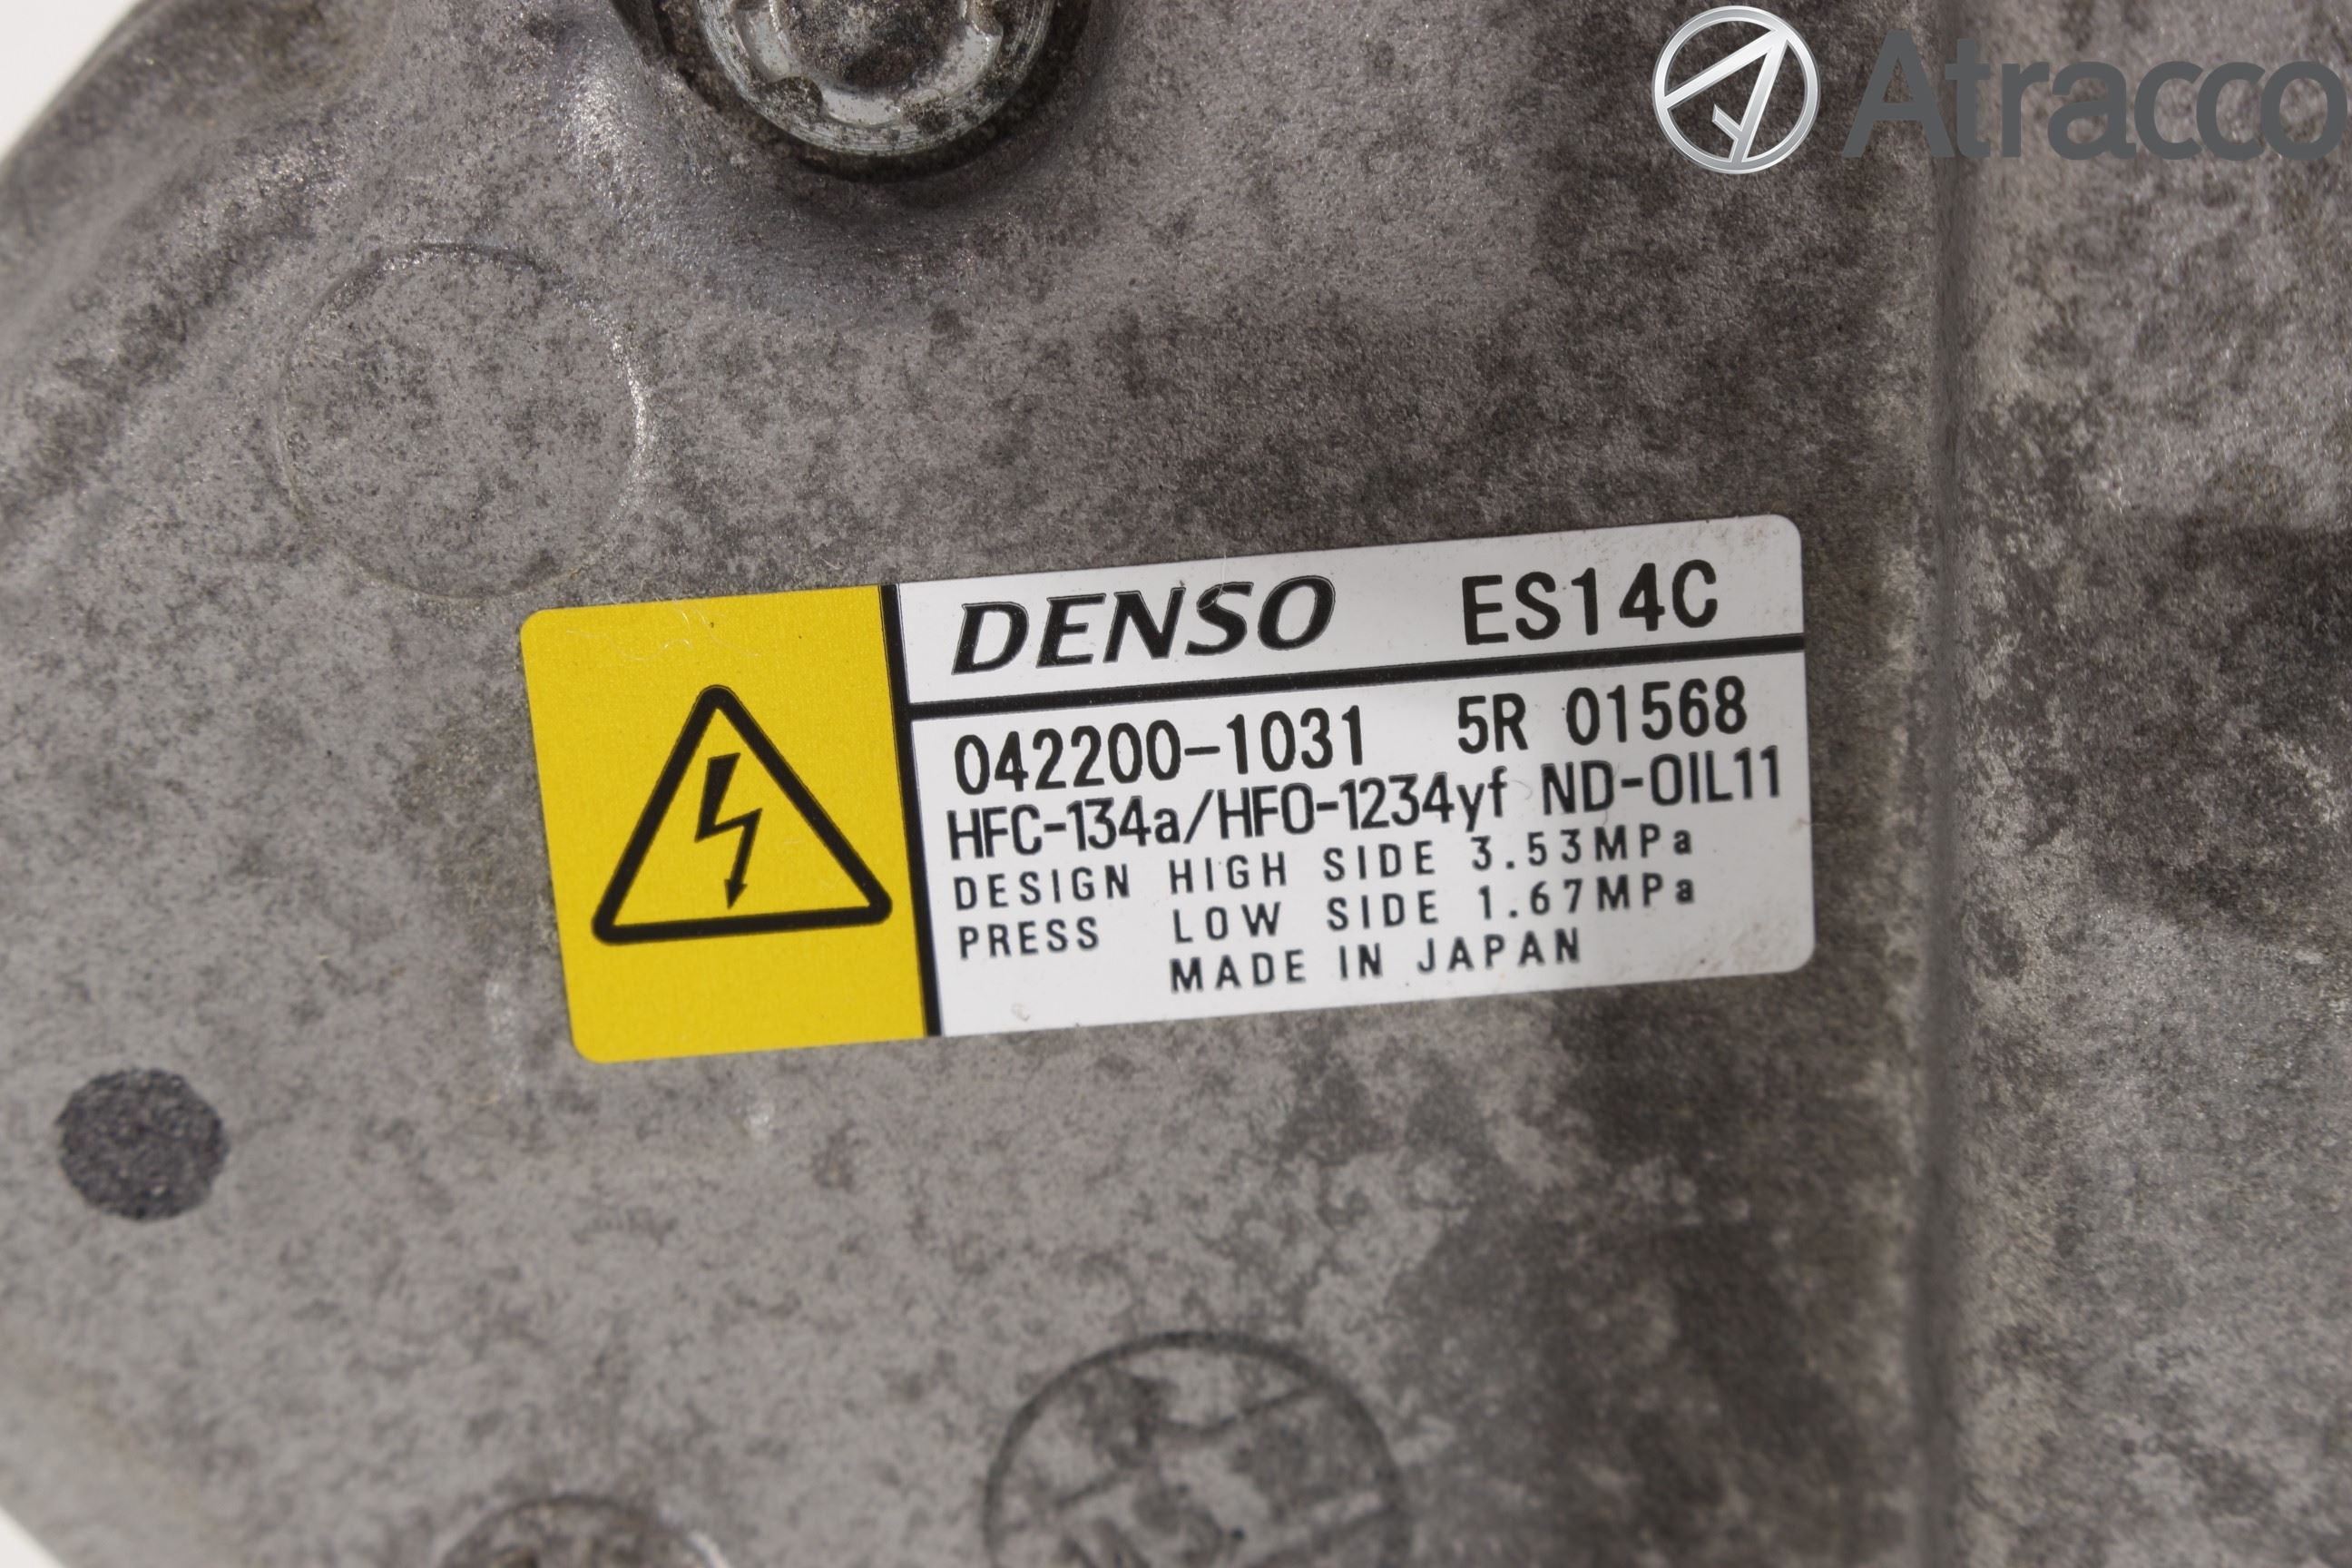 Atracco
DENSO ES14C
042200-1031 5R 01568
HFC-134a/HFO-1234yf ND-OIL11
DESIGN HIGH SIDE 3.53MPa
PRESS LOW SIDE 1.67MPa
MADE IN JAPAN